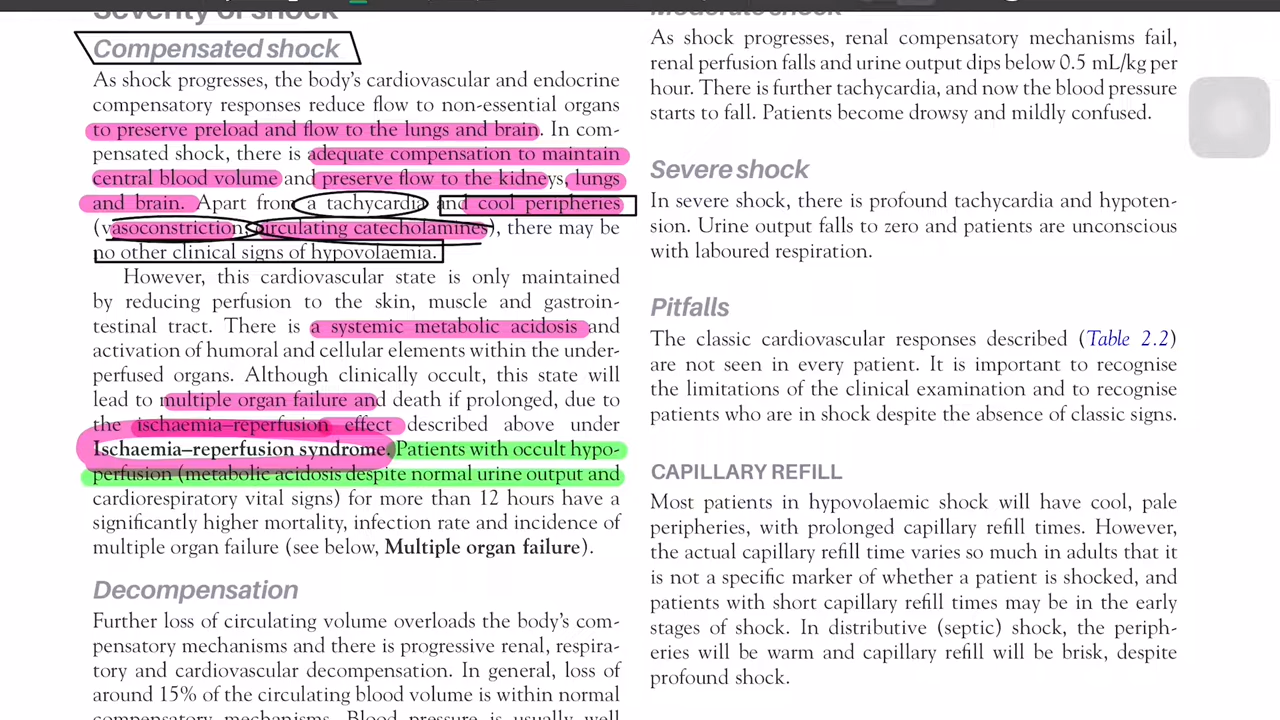 Severity of shock
Compensated shock
As shock progresses, the body's cardiovascular and endocrine
compensatory responses reduce flow to non-essential organs
to preserve preload and flow to the lungs and brain. In com-
pensated shock, there is adequate compensation to maintain
central blood volume and preserve flow to the kidneys, lungs
and brain. Apart from a tachycardia and cool peripheries
(vasoconstriction, circulating catecholamines), there may be
no other clinical signs of hypovolaemia.
However, this cardiovascular state is only maintained
by reducing perfusion to the skin, muscle and gastroin-
testinal tract. There is a systemic metabolic acidosis and
activation of humoral and cellular elements within the under-
perfused organs. Although clinically occult, this state will
lead to multiple organ failure and death if prolonged, due to
the ischaemia–reperfusion effect described above under
Ischaemia–reperfusion syndrome. Patients with occult hypo-
perfusion (metabolic acidosis despite normal urine output and
cardiorespiratory vital signs) for more than 12 hours have a
significantly higher mortality, infection rate and incidence of
multiple organ failure (see below, Multiple organ failure).
Decompensation
Further loss of circulating volume overloads the body's com-
pensatory mechanisms and there is progressive renal, respira-
tory and cardiovascular decompensation. In general, loss of
around 15% of the circulating blood volume is within normal
compensatory mechanisms. Blood pressure is usually well
Moderate shock
As shock progresses, renal compensatory mechanisms fail,
renal perfusion falls and urine output dips below 0.5 mL/kg per
hour. There is further tachycardia, and now the blood pressure
starts to fall. Patients become drowsy and mildly confused.
Severe shock
In severe shock, there is profound tachycardia and hypoten-
sion. Urine output falls to zero and patients are unconscious
with laboured respiration.
Pitfalls
The classic cardiovascular responses described (Table 2.2)
are not seen in every patient. It is important to recognise
the limitations of the clinical examination and to recognise
patients who are in shock despite the absence of classic signs.
CAPILLARY REFILL
Most patients in hypovolaemic shock will have cool, pale
peripheries, with prolonged capillary refill times. However,
the actual capillary refill time varies so much in adults that it
is not a specific marker of whether a patient is shocked, and
patients with short capillary refill times may be in the early
stages of shock. In distributive (septic) shock, the periph-
eries will be warm and capillary refill will be brisk, despite
profound shock.